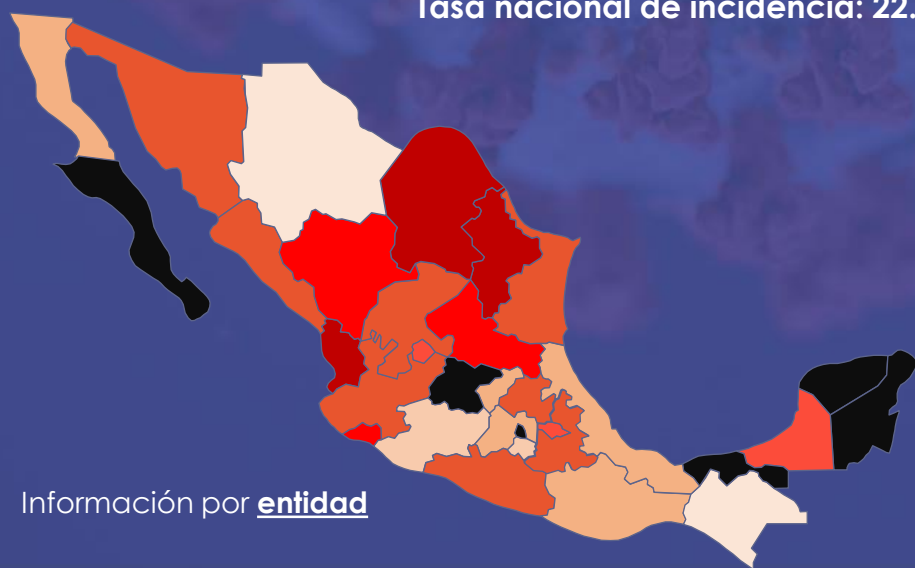 Tasa nacional de incidencia: 22.
Información por entidad